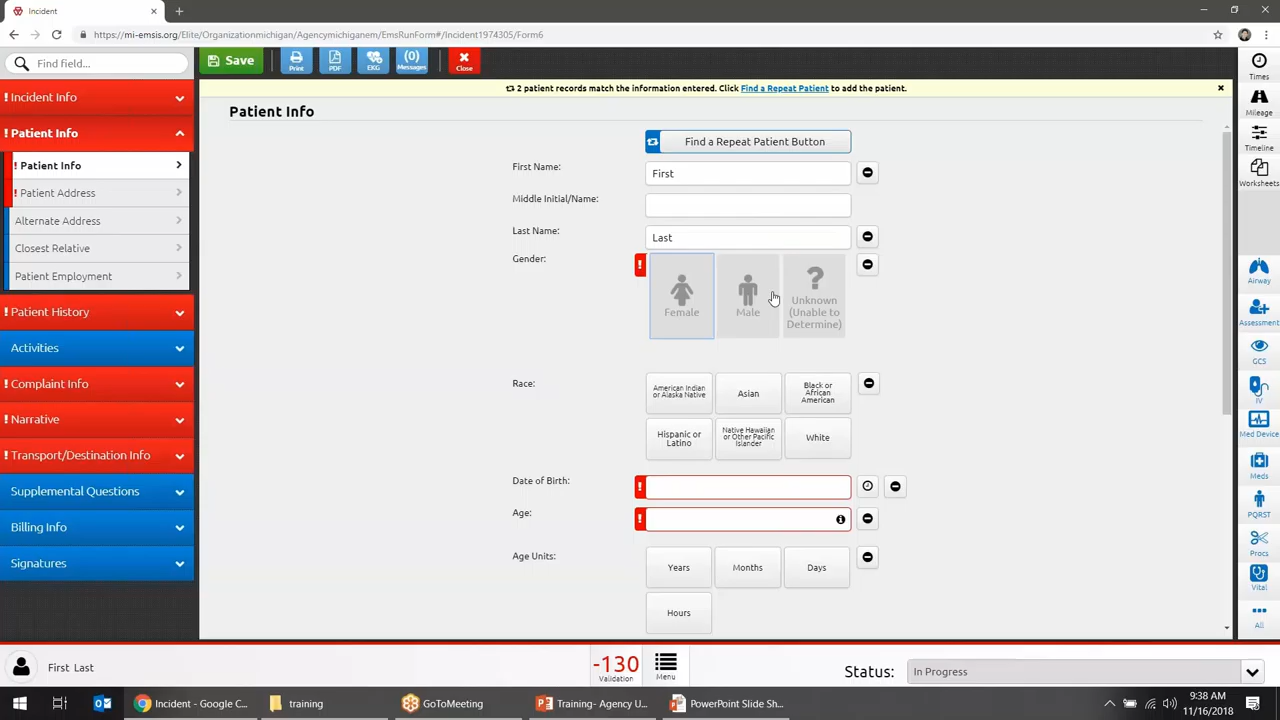 Incident
https://mi-emsis.org/Elite/Organizationmichigan/Agencymichiganem/EmsRunForm#/Incident1974305/Form6
Find field...
Save
Print
PDF
EKG
(0)
Messages
Close
Times
Mileage
Timeline
Worksheets
Airway
Assessment
GCS
IV
Med Device
Meds
PQRST
Procs
Vital
All
! Incident Info
! Patient Info
! Patient Info
! Patient Address
Alternate Address
Closest Relative
Patient Employment
! Patient History
Activities
! Complaint Info
! Narrative
! Transport/Destination Info
Supplemental Questions
Billing Info
Signatures
2 patient records match the information entered. Click Find a Repeat Patient to add the patient.
Patient Info
Find a Repeat Patient Button
First Name:
First
Middle Initial/Name:
Last Name:
Last
Gender:
!
Female
Male
?
Unknown
(Unable to
Determine)
Race:
American Indian
or Alaska Native
Asian
Black or
African
American
Hispanic or
Latino
Native Hawaiian
or Other Pacific
Islander
White
Date of Birth:
!
Age:
!
Age Units:
Years
Months
Days
Hours
First Last
-130
Validation
Menu
Status:
In Progress
Incident - Google C...
training
GoToMeeting
Training- Agency U...
PowerPoint Slide Sh...
9:38 AM
11/16/2018